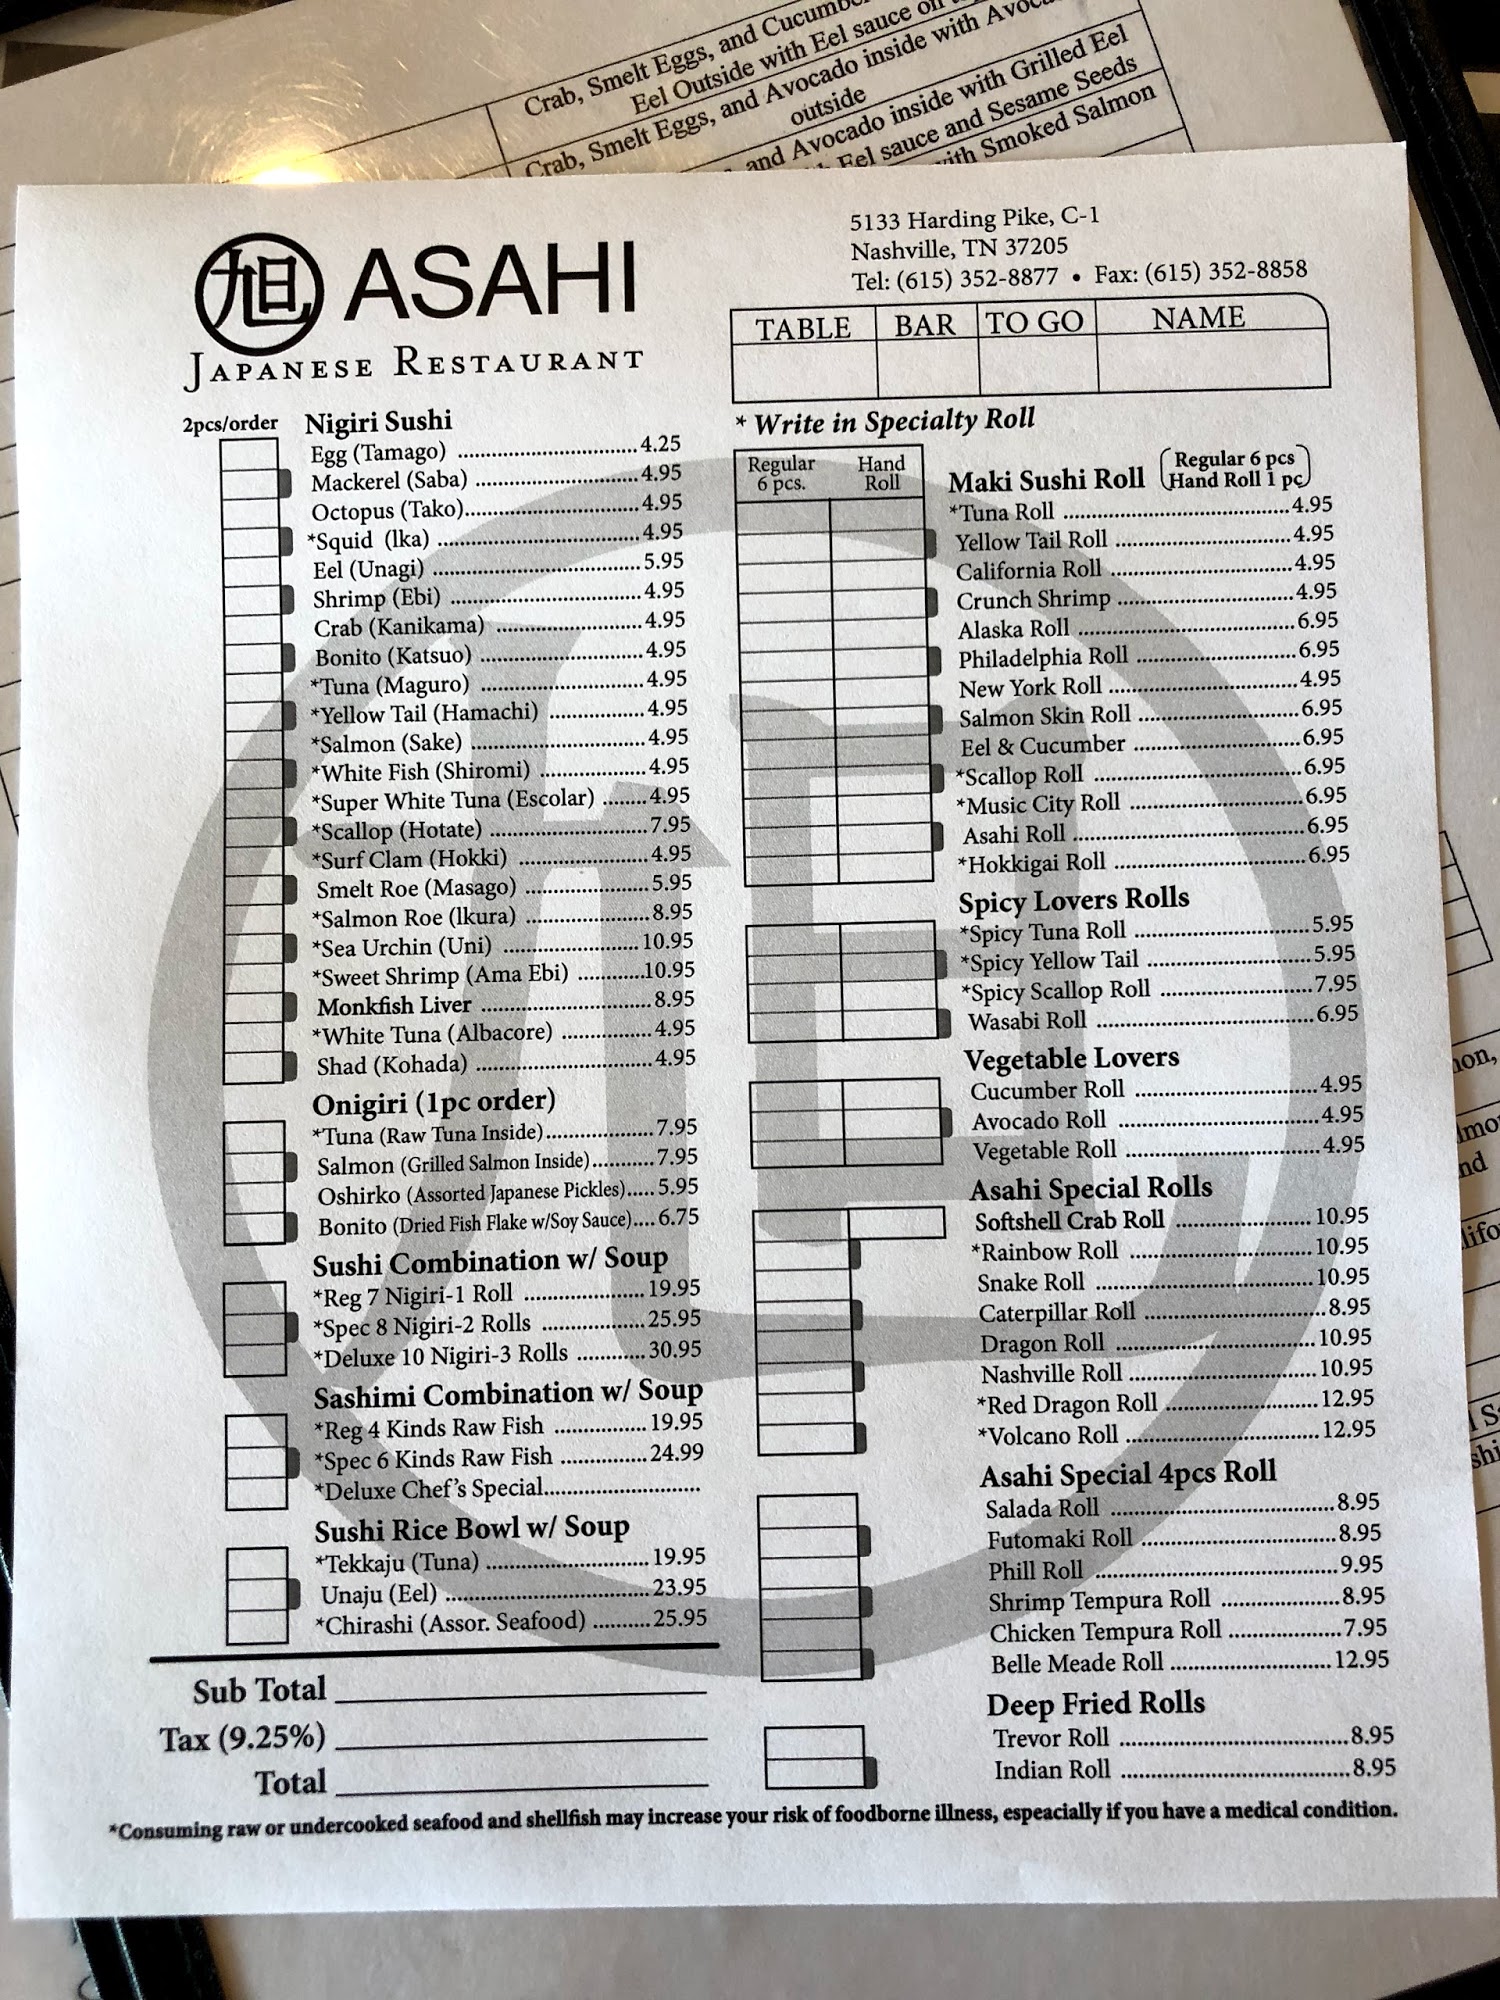 Crab, Smelt Eggs, and
Eel Outside with Eel sauce on
Crab, Smelt Eggs, and Avocado inside with
outside
and Avocado inside with Grilled Eel
Eel sauce and Sesame Seeds
with Smoked Salmon
旭 ASAHI
JAPANESE RESTAURANT
5133 Harding Pike, C-1
Nashville, TN 37205
Tel: (615) 352-8877 • Fax: (615) 352-8858
TABLE BAR TO GO NAME
2pcs/order Nigiri Sushi
Egg (Tamago) ....................................4.25
Mackerel (Saba) ................................4.95
Octopus (Tako)..................................4.95
*Squid (lka) ........................................4.95
Eel (Unagi) .........................................5.95
Shrimp (Ebi) ......................................4.95
Crab (Kanikama) .............................4.95
Bonito (Katsuo) ................................4.95
*Tuna (Maguro) ................................4.95
*Yellow Tail (Hamachi) ...................4.95
*Salmon (Sake) ..................................4.95
*White Fish (Shiromi) .....................4.95
*Super White Tuna (Escolar) ........4.95
*Scallop (Hotate) ..............................7.95
*Surf Clam (Hokki) .........................4.95
Smelt Roe (Masago) ........................5.95
*Salmon Roe (lkura) ........................8.95
*Sea Urchin (Uni) ..........................10.95
*Sweet Shrimp (Ama Ebi) ............10.95
Monkfish Liver ................................8.95
*White Tuna (Albacore) .................4.95
Shad (Kohada) .................................4.95
Onigiri (1pc order)
*Tuna (Raw Tuna Inside)....................7.95
Salmon (Grilled Salmon Inside)...........7.95
Oshirko (Assorted Japanese Pickles).....5.95
Bonito (Dried Fish Flake w/Soy Sauce)....6.75
Sushi Combination w/ Soup
*Reg 7 Nigiri-1 Roll .......................19.95
*Spec 8 Nigiri-2 Rolls ...................25.95
*Deluxe 10 Nigiri-3 Rolls ............30.95
Sashimi Combination w/ Soup
*Reg 4 Kinds Raw Fish .................19.95
*Spec 6 Kinds Raw Fish ................24.99
*Deluxe Chef's Special..............................
Sushi Rice Bowl w/ Soup
*Tekkaju (Tuna) ...............................19.95
Unaju (Eel) ......................................23.95
*Chirashi (Assor. Seafood) ..........25.95
Sub Total
Tax (9.25%)
Total
* Write in Specialty Roll
Regular Hand
6 pcs. Roll
Maki Sushi Roll (Regular 6 pcs
Hand Roll 1 pc)
*Tuna Roll .......................................4.95
Yellow Tail Roll ..............................4.95
California Roll ................................4.95
Crunch Shrimp ..............................4.95
Alaska Roll ......................................6.95
Philadelphia Roll ...........................6.95
New York Roll ................................4.95
Salmon Skin Roll ...........................6.95
Eel & Cucumber ............................6.95
*Scallop Roll ....................................6.95
*Music City Roll .............................6.95
Asahi Roll ........................................6.95
*Hokkigai Roll ................................6.95
Spicy Lovers Rolls
*Spicy Tuna Roll .............................5.95
*Spicy Yellow Tail ...........................5.95
*Spicy Scallop Roll .........................7.95
Wasabi Roll .....................................6.95
Vegetable Lovers
Cucumber Roll ...............................4.95
Avocado Roll ..................................4.95
Vegetable Roll ................................4.95
Asahi Special Rolls
Softshell Crab Roll ....................... 10.95
*Rainbow Roll ...............................10.95
Snake Roll .....................................10.95
Caterpillar Roll ...............................8.95
Dragon Roll ...................................10.95
Nashville Roll ................................10.95
*Red Dragon Roll ..........................12.95
*Volcano Roll .................................12.95
Asahi Special 4pcs Roll
Salada Roll ......................................8.95
Futomaki Roll .................................8.95
Phill Roll .........................................9.95
Shrimp Tempura Roll ....................8.95
Chicken Tempura Roll ...................7.95
Belle Meade Roll ............................12.95
Deep Fried Rolls
Trevor Roll ......................................8.95
Indian Roll ......................................8.95
*Consuming raw or undercooked seafood and shellfish may increase your risk of foodborne illness, espeacially if you have a medical condition.